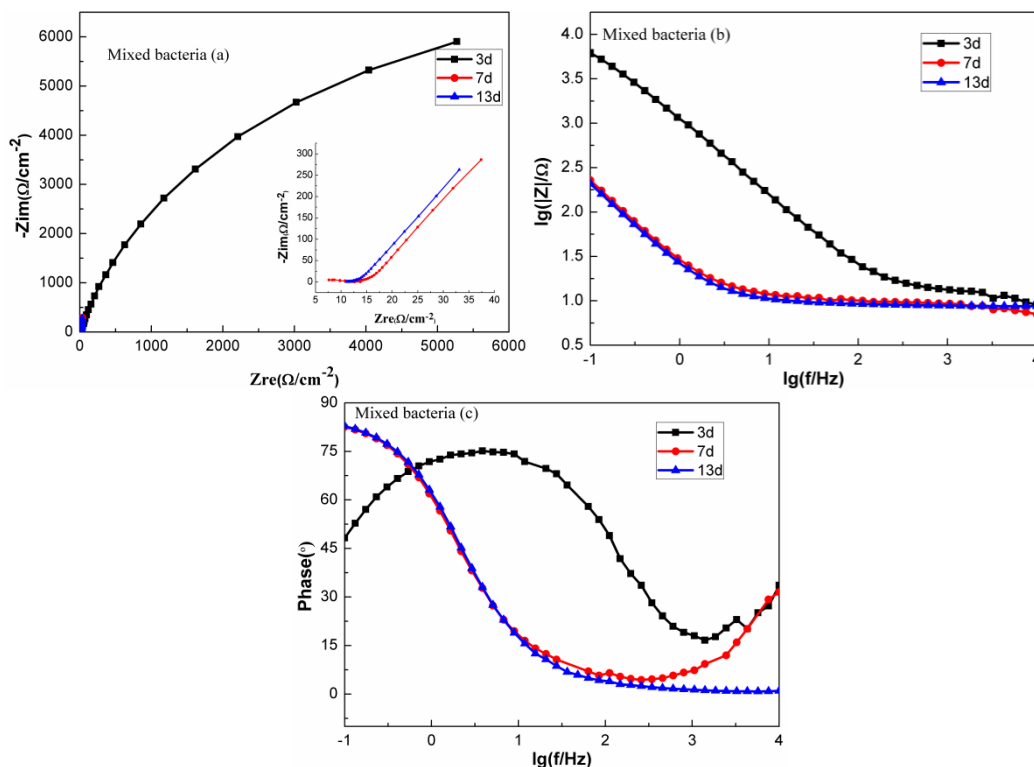 Mixed bacteria (a)
3d
7d
13d
-Zim(Ω/cm-2)
6000
5000
4000
3000
2000
1000
0
0 1000 2000 3000 4000 5000 6000
Zre(Ω/cm-2)
-Zim(Ω/cm-2)
300
250
200
150
100
50
0
5 10 15 20 25 30 35 40
Zre(Ω/cm-2)
Mixed bacteria (b)
3d
7d
13d
lg(|Z|/Ω)
4.0
3.5
3.0
2.5
2.0
1.5
1.0
0.5
-1 0 1 2 3 4
lg(f/Hz)
Mixed bacteria (c)
3d
7d
13d
Phase(°)
90
75
60
45
30
15
0
-1 0 1 2 3 4
lg(f/Hz)